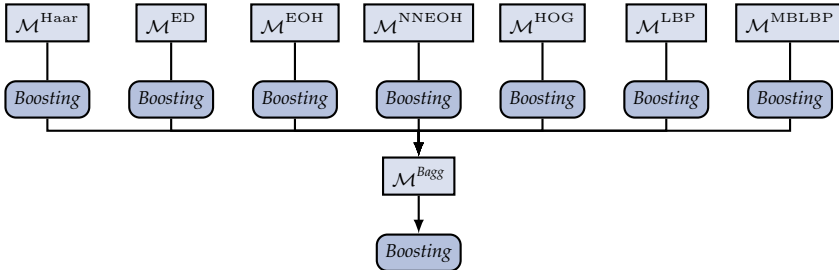 ℳ^Haar ℳ^ED ℳ^EOH ℳ^NNEOH ℳ^HOG ℳ^LBP ℳ^MBLBP
Boosting Boosting Boosting Boosting Boosting Boosting Boosting
ℳ^Bagg
Boosting